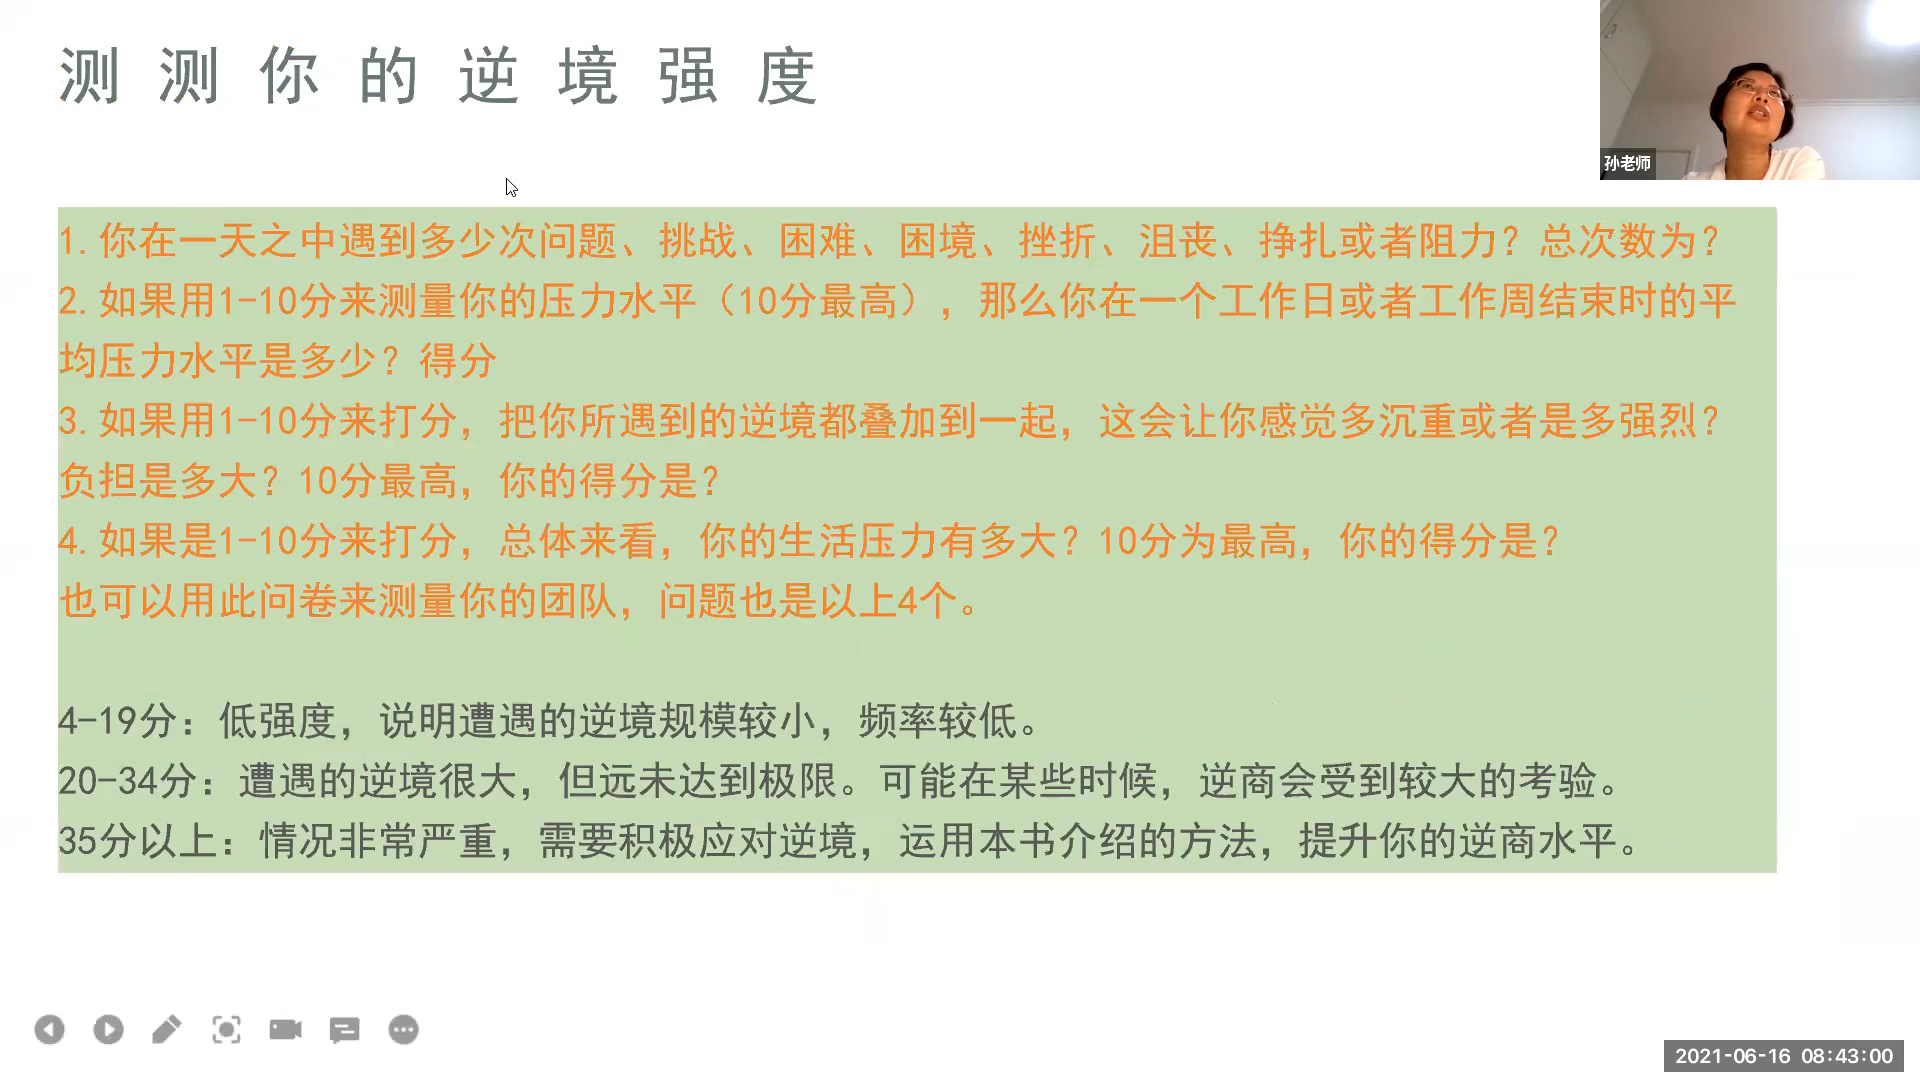 测测你的逆境强度
孙老师
1.你在一天之中遇到多少次问题、挑战、困难、困境、挫折、沮丧、挣扎或者阻力？总次数为？
2.如果用1-10分来测量你的压力水平（10分最高），那么你在一个工作日或者工作周结束时的平
均压力水平是多少？得分
3.如果用1-10分来打分，把你所遇到的逆境都叠加到一起，这会让你感觉多沉重或者是多强烈？
负担是多大？10分最高，你的得分是？
4.如果是1-10分来打分，总体来看，你的生活压力有多大？10分为最高，你的得分是？
也可以用此问卷来测量你的团队，问题也是以上4个。
4-19分：低强度，说明遭遇的逆境规模较小，频率较低。
20-34分：遭遇的逆境很大，但远未达到极限。可能在某些时候，逆商会受到较大的考验。
35分以上：情况非常严重，需要积极应对逆境，运用本书介绍的方法，提升你的逆商水平。
2021-06-16 08:43:00